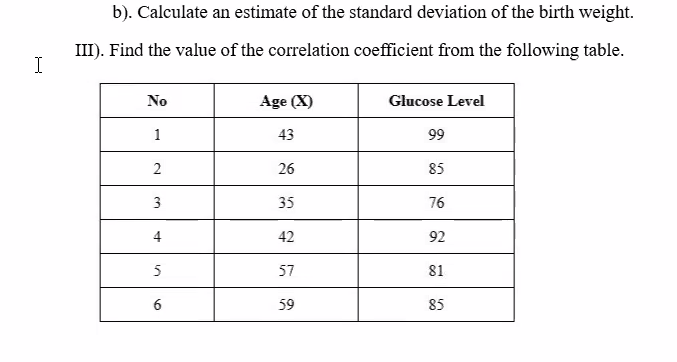 b). Calculate an estimate of the standard deviation of the birth weight.
III). Find the value of the correlation coefficient from the following table.
No Age (X) Glucose Level
1 43 99
2 26 85
3 35 76
4 42 92
5 57 81
6 59 85